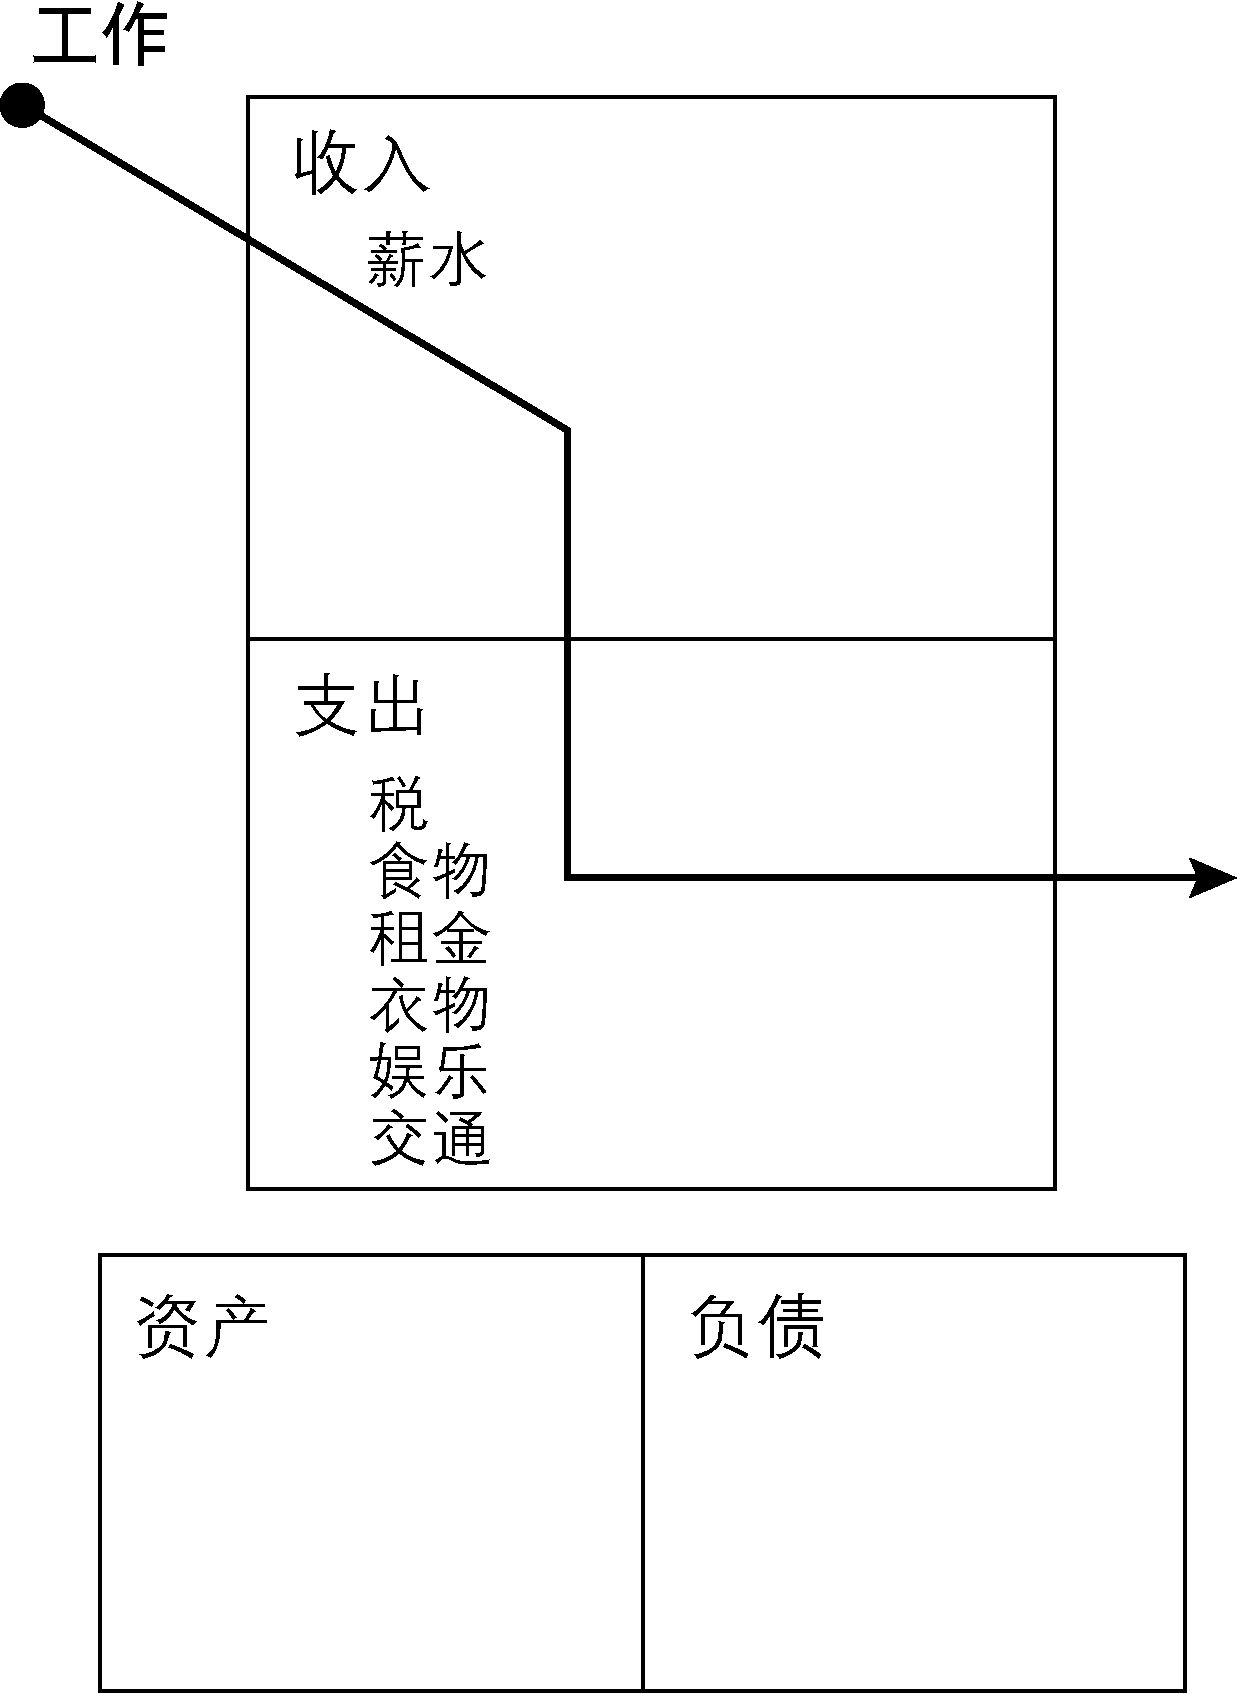 工作
收入
薪水
支出
税
食物
租金
衣物
娱乐
交通
资产
负债